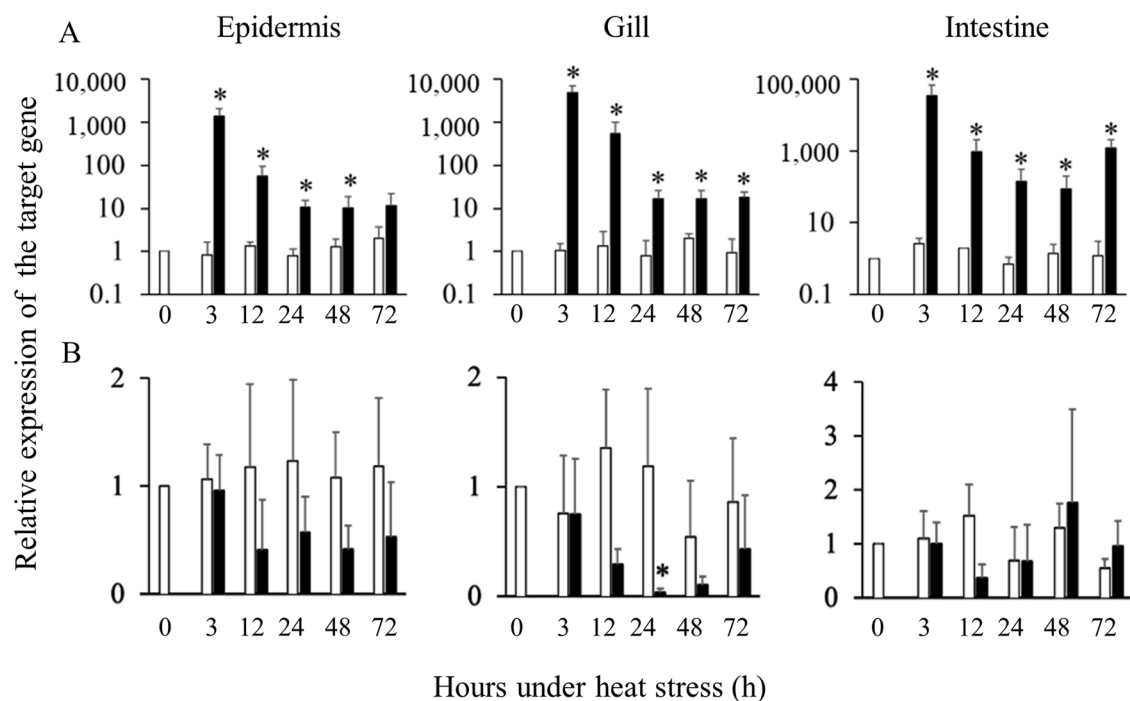 A
Epidermis
Gill
Intestine
Relative expression of the target gene
10,000
1,000
100
10
1
0.1
* * * *
0 3 12 24 48 72
10,000
1,000
100
10
1
0.1
* * * * *
0 3 12 24 48 72
100,000
1,000
10
0.1
* * * * *
0 3 12 24 48 72
B
2
1
0
0 3 12 24 48 72
2
1
0
*
0 3 12 24 48 72
4
3
2
1
0
0 3 12 24 48 72
Hours under heat stress (h)